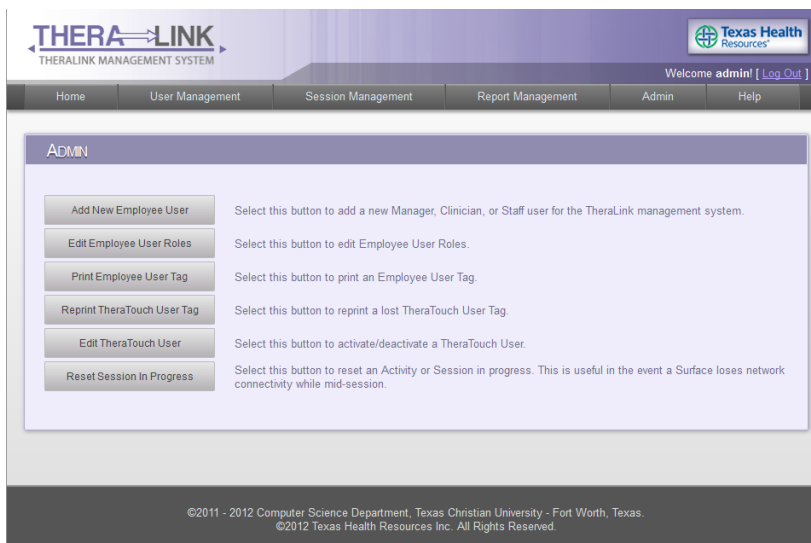 THERA LINK
THERALINK MANAGEMENT SYSTEM
Texas Health
Resources®
Welcome admin! [ Log Out ]
Home User Management Session Management Report Management Admin Help
ADMIN
Add New Employee User Select this button to add a new Manager, Clinician, or Staff user for the TheraLink management system.
Edit Employee User Roles Select this button to edit Employee User Roles.
Print Employee User Tag Select this button to print an Employee User Tag.
Reprint TheraTouch User Tag Select this button to reprint a lost TheraTouch User Tag.
Edit TheraTouch User Select this button to activate/deactivate a TheraTouch User.
Reset Session In Progress Select this button to reset an Activity or Session in progress. This is useful in the event a Surface loses network
connectivity while mid-session.
©2011 - 2012 Computer Science Department, Texas Christian University - Fort Worth, Texas.
©2012 Texas Health Resources Inc. All Rights Reserved.